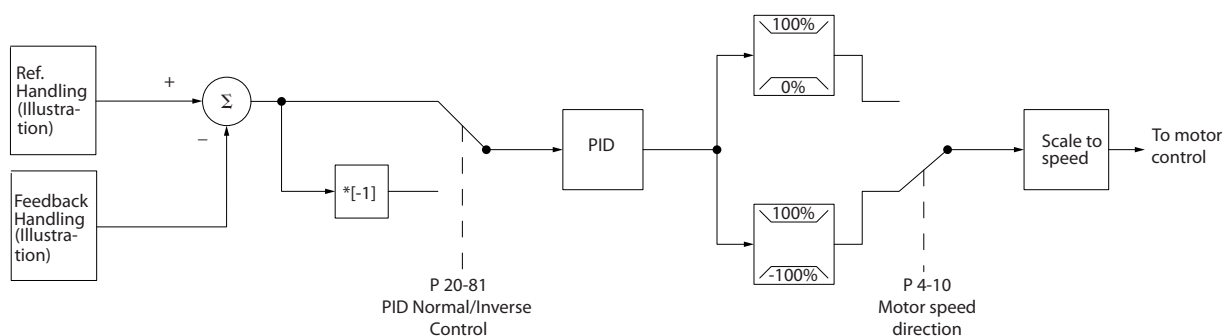 Ref.
Handling
(Illustra-
tion)
Feedback
Handling
(Illustra-
tion)
+
–
Σ
*[-1]
P 20-81
PID Normal/Inverse
Control
PID
100%
0%
100%
-100%
P 4-10
Motor speed
direction
Scale to
speed
To motor
control